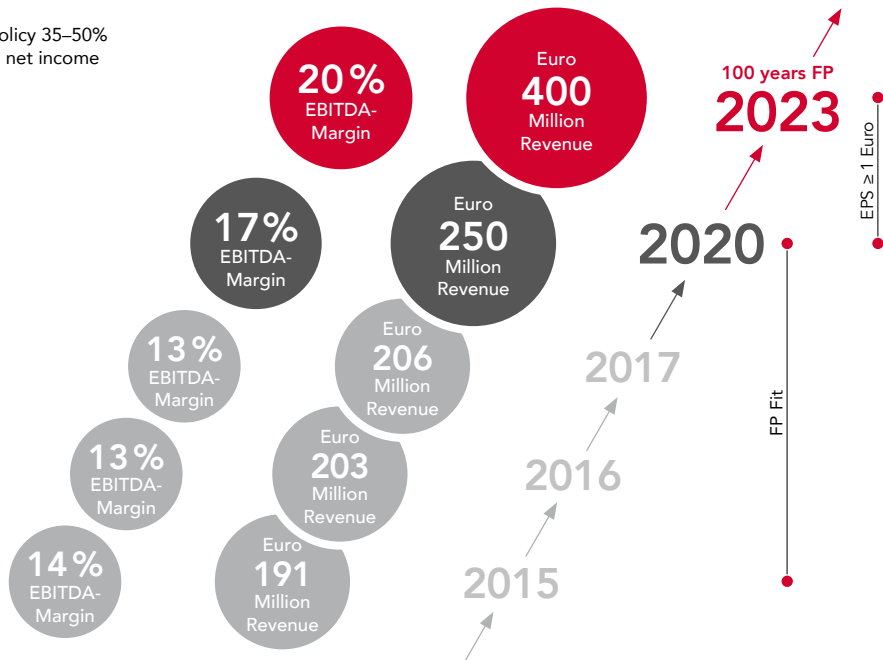 olicy 35–50%
net income
20 %
EBITDA-
Margin
Euro
400
Million
Revenue
100 years FP
2023
EPS ≥ 1 Euro
17%
EBITDA-
Margin
Euro
250
Million
Revenue
2020
13 %
EBITDA-
Margin
Euro
206
Million
Revenue
2017
FP Fit
13 %
EBITDA-
Margin
Euro
203
Million
Revenue
2016
14 %
EBITDA-
Margin
Euro
191
Million
Revenue
2015